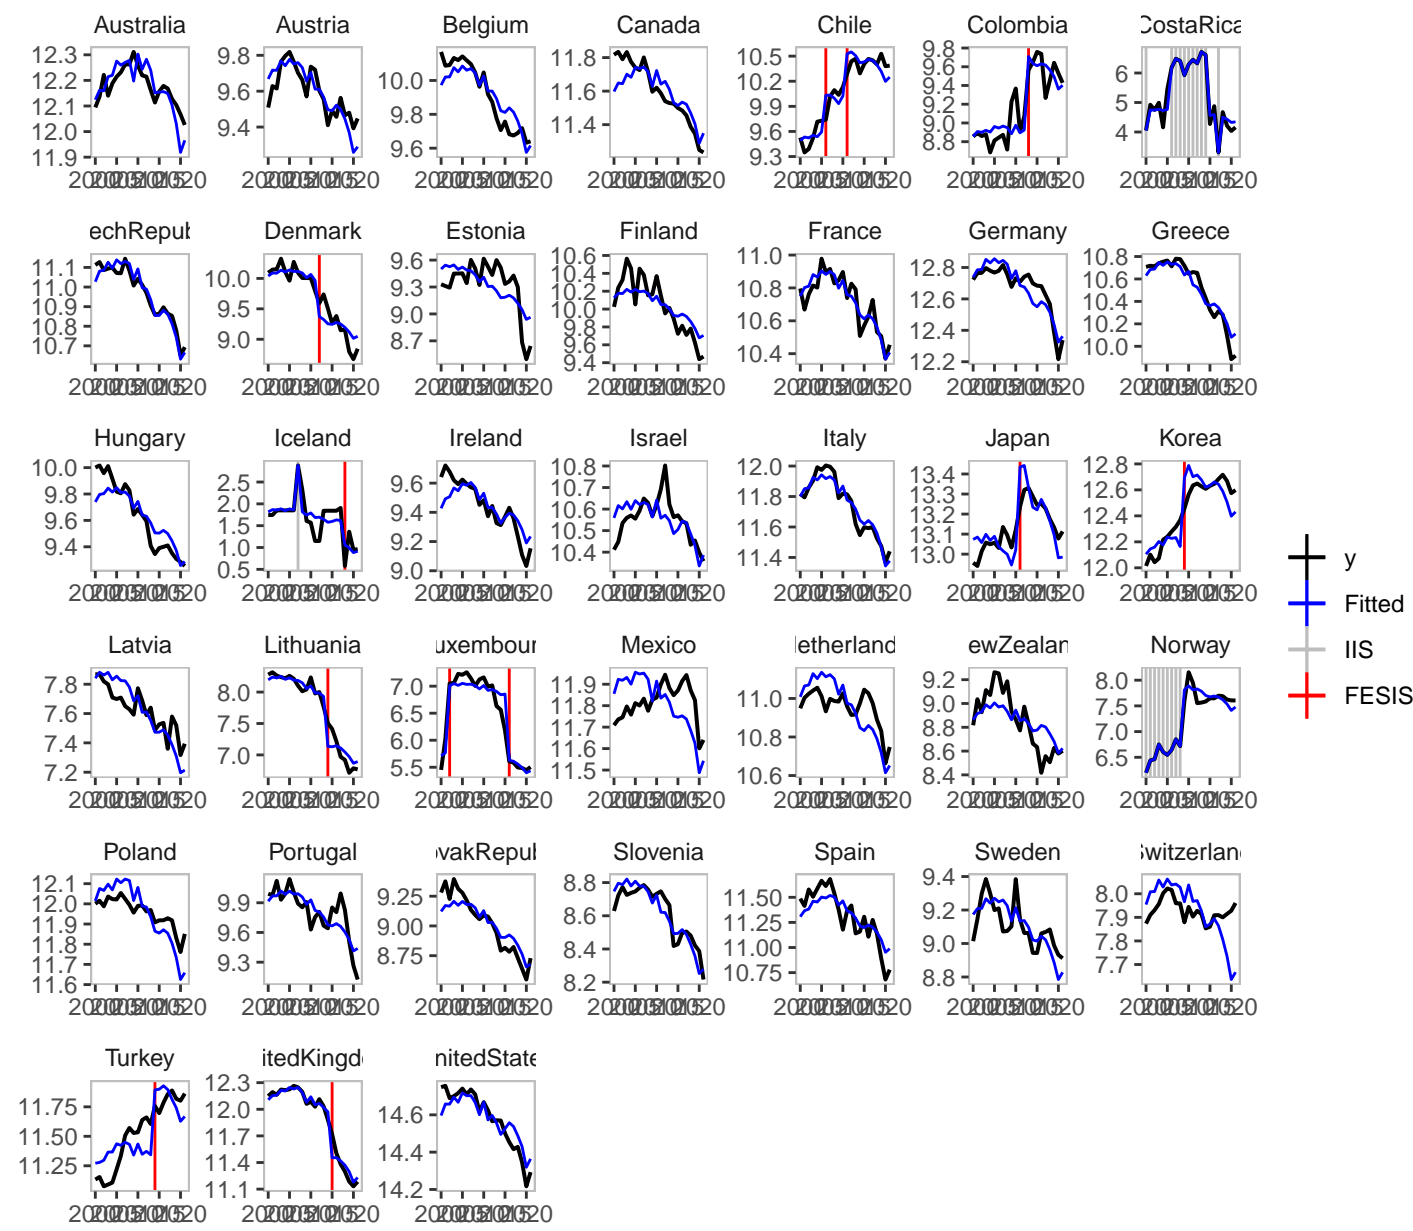 Australia Austria Belgium Canada Chile Colombia CostaRica
12.3 12.2 12.1 12.0 11.9
9.8 9.6 9.4
10.0 9.8 9.6
11.8 11.6 11.4
10.5 10.2 9.9 9.6 9.3
9.8 9.6 9.4 9.2 9.0 8.8
6 5 4
echRepub Denmark Estonia Finland France Germany Greece
11.1 11.0 10.9 10.8 10.7
10.0 9.5 9.0
9.6 9.3 9.0 8.7
10.6 10.4 10.2 10.0 9.8 9.6 9.4
11.0 10.8 10.6 10.4
12.8 12.6 12.4 12.2
10.8 10.6 10.4 10.2 10.0
Hungary Iceland Ireland Israel Italy Japan Korea
10.0 9.8 9.6 9.4
2.5 2.0 1.5 1.0 0.5
9.6 9.4 9.2 9.0
10.8 10.7 10.6 10.5 10.4
12.0 11.8 11.6 11.4
13.4 13.3 13.2 13.1 13.0
12.8 12.6 12.4 12.2 12.0
y
Fitted
IIS
FESIS
Latvia Lithuania uxembour Mexico letherland ewZealan Norway
7.8 7.6 7.4 7.2
8.0 7.5 7.0
7.0 6.5 6.0 5.5
11.9 11.8 11.7 11.6 11.5
11.0 10.8 10.6
9.2 9.0 8.8 8.6 8.4
8.0 7.5 7.0 6.5
Poland Portugal ovakRepub Slovenia Spain Sweden Switzerlan
12.1 12.0 11.9 11.8 11.7 11.6
9.9 9.6 9.3
9.25 9.00 8.75
8.8 8.6 8.4 8.2
11.50 11.25 11.00 10.75
9.4 9.2 9.0 8.8
8.0 7.9 7.8 7.7
Turkey itedKingd nitedState
11.75 11.50 11.25
12.3 12.0 11.7 11.4 11.1
14.6 14.4 14.2